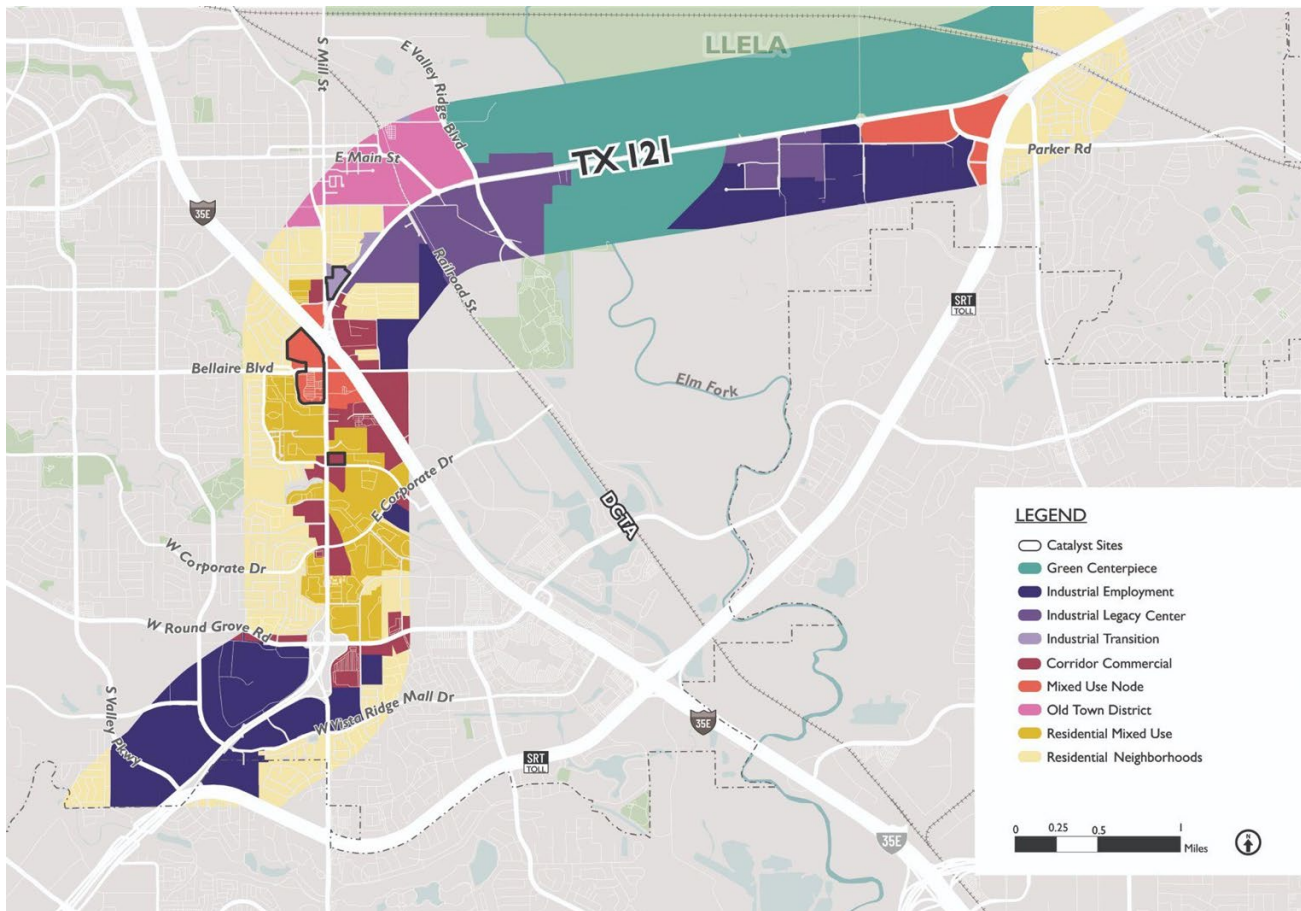 LLELA
S Mill St
E Valley Ridge Blvd
TX 121
E Main St
Parker Rd
35E
Railroad St
SRT
TOLL
Bellaire Blvd
Elm Fork
E Corporate Dr
DCTA
W Corporate Dr
W Round Grove Rd
S Valley Pkwy
W Vista Ridge Mall Dr
35E
SRT
TOLL
35E
LEGEND
Catalyst Sites
Green Centerpiece
Industrial Employment
Industrial Legacy Center
Industrial Transition
Corridor Commercial
Mixed Use Node
Old Town District
Residential Mixed Use
Residential Neighborhoods
0 0.25 0.5 1
Miles
N